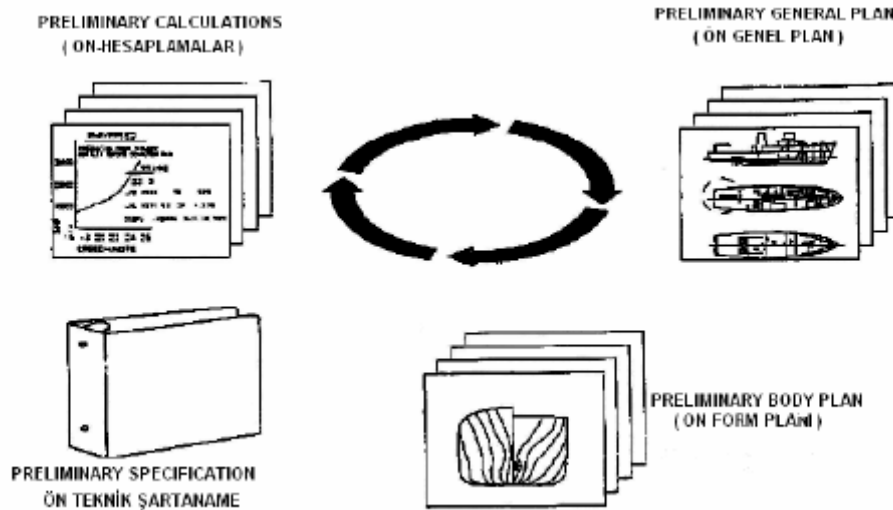 PRELIMINARY CALCULATIONS
( ON-HESAPLAMALAR )
PRELIMINARY GENERAL PLAN
( ÖN GENEL PLAN )
PRELIMINARY BODY PLAN
( ON FORM PLANI )
PRELIMINARY SPECIFICATION
ÖN TEKNİK ŞARTANAME